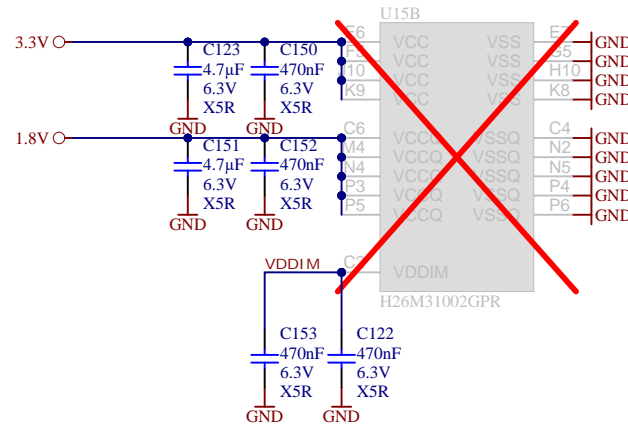 U15B
3.3V
C123
4.7µF
6.3V
X5R
GND
C150
470nF
6.3V
X5R
GND
E6
F5
J10
K9
VCC
VCC
VCC
VCC
VSS
VSS
VSS
VSS
E7
G5
H10
K8
GND
GND
GND
GND
1.8V
C151
4.7µF
6.3V
X5R
GND
C152
470nF
6.3V
X5R
GND
C6
M4
N4
P3
P5
VCCQ
VCCQ
VCCQ
VCCQ
VCCQ
VSSQ
VSSQ
VSSQ
VSSQ
VSSQ
C4
N2
N5
P4
P6
GND
GND
GND
GND
GND
VDDIM
C2
VDDIM
H26M31002GPR
C153
470nF
6.3V
X5R
GND
C122
470nF
6.3V
X5R
GND